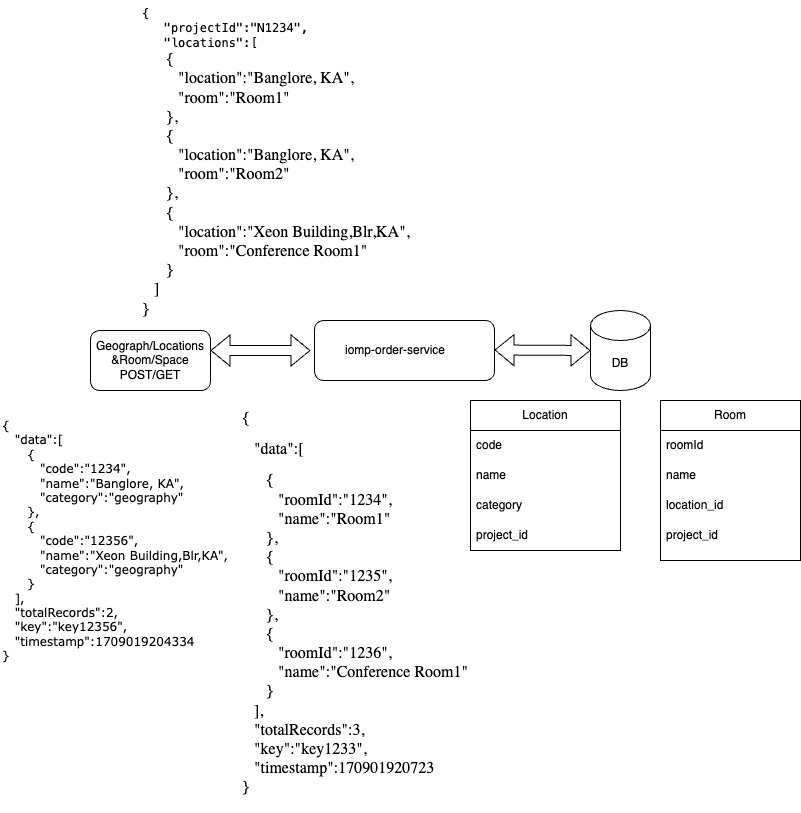 {
"projectId":"N1234",
"locations":[
{
"location":"Banglore, KA",
"room":"Room1"
},
{
"location":"Banglore, KA",
"room":"Room2"
},
{
"location":"Xeon Building,Blr,KA",
"room":"Conference Room1"
}
]
}
Geograph/Locations
&Room/Space
POST/GET
iomp-order-service
DB
{
"data":[
{
"code":"1234",
"name":"Banglore, KA",
"category":"geography"
},
{
"code":"12356",
"name":"Xeon Building,Blr,KA",
"category":"geography"
}
],
"totalRecords":2,
"key":"key12356",
"timestamp":1709019204334
}
{
"data":[
{
"roomId":"1234",
"name":"Room1"
},
{
"roomId":"1235",
"name":"Room2"
},
{
"roomId":"1236",
"name":"Conference Room1"
}
],
"totalRecords":3,
"key":"key1233",
"timestamp":170901920723
}
Location
code
name
category
project_id
Room
roomId
name
location_id
project_id